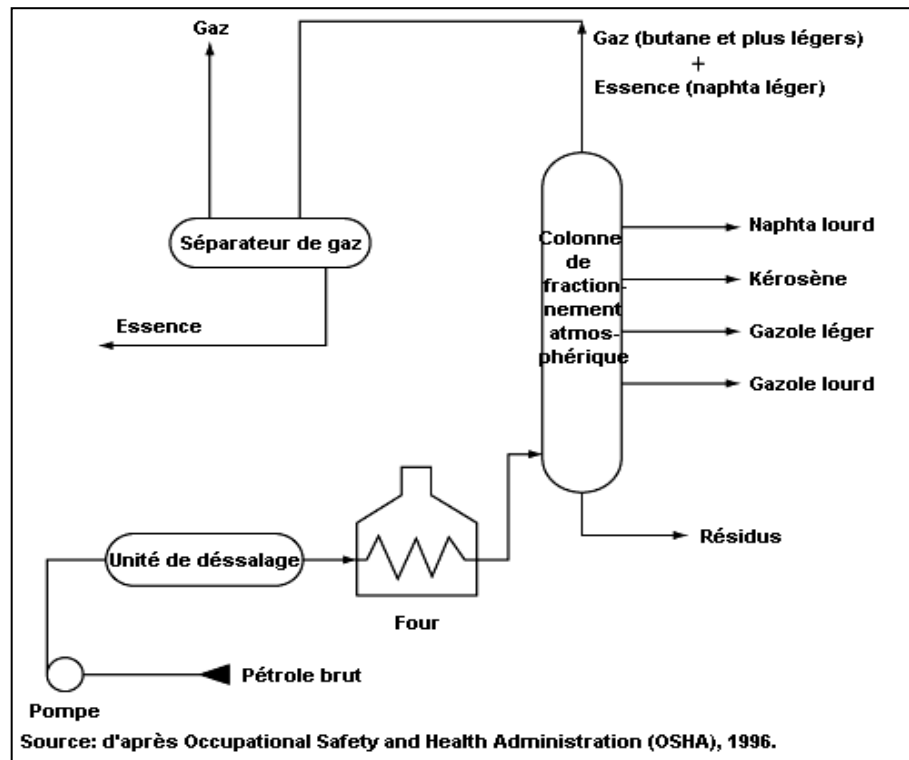 Gaz
Gaz (butane et plus légers)
+
Essence (naphta léger)
Séparateur de gaz
Essence
Colonne
de
fraction-
nement
atmos-
phérique
Naphta lourd
Kérosène
Gazole léger
Gazole lourd
Résidus
Unité de déssalage
Four
Pétrole brut
Pompe
Source: d'après Occupational Safety and Health Administration (OSHA), 1996.